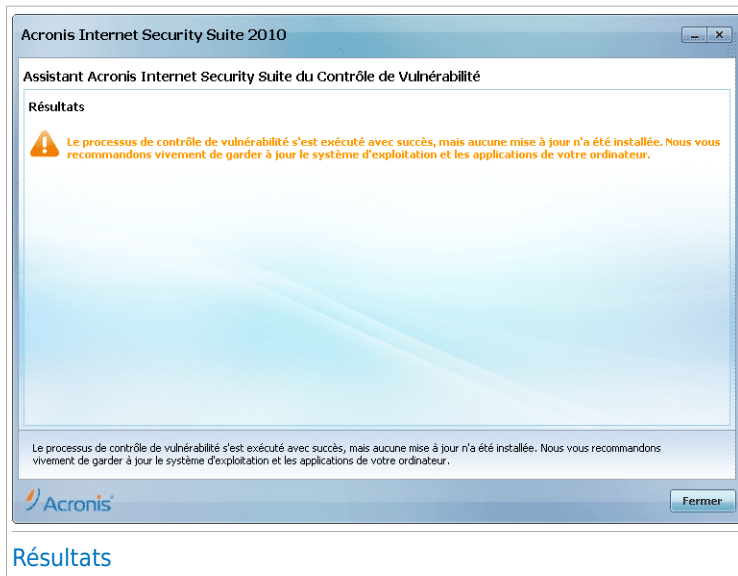 Acronis Internet Security Suite 2010
Assistant Acronis Internet Security Suite du Contrôle de Vulnérabilité
Résultats
Le processus de contrôle de vulnérabilité s'est exécuté avec succès, mais aucune mise à jour n'a été installée. Nous vous
recommandons vivement de garder à jour le système d'exploitation et les applications de votre ordinateur.
Le processus de contrôle de vulnérabilité s'est exécuté avec succès, mais aucune mise à jour n'a été installée. Nous vous recommandons
vivement de garder à jour le système d'exploitation et les applications de votre ordinateur.
Acronis
Fermer
Résultats